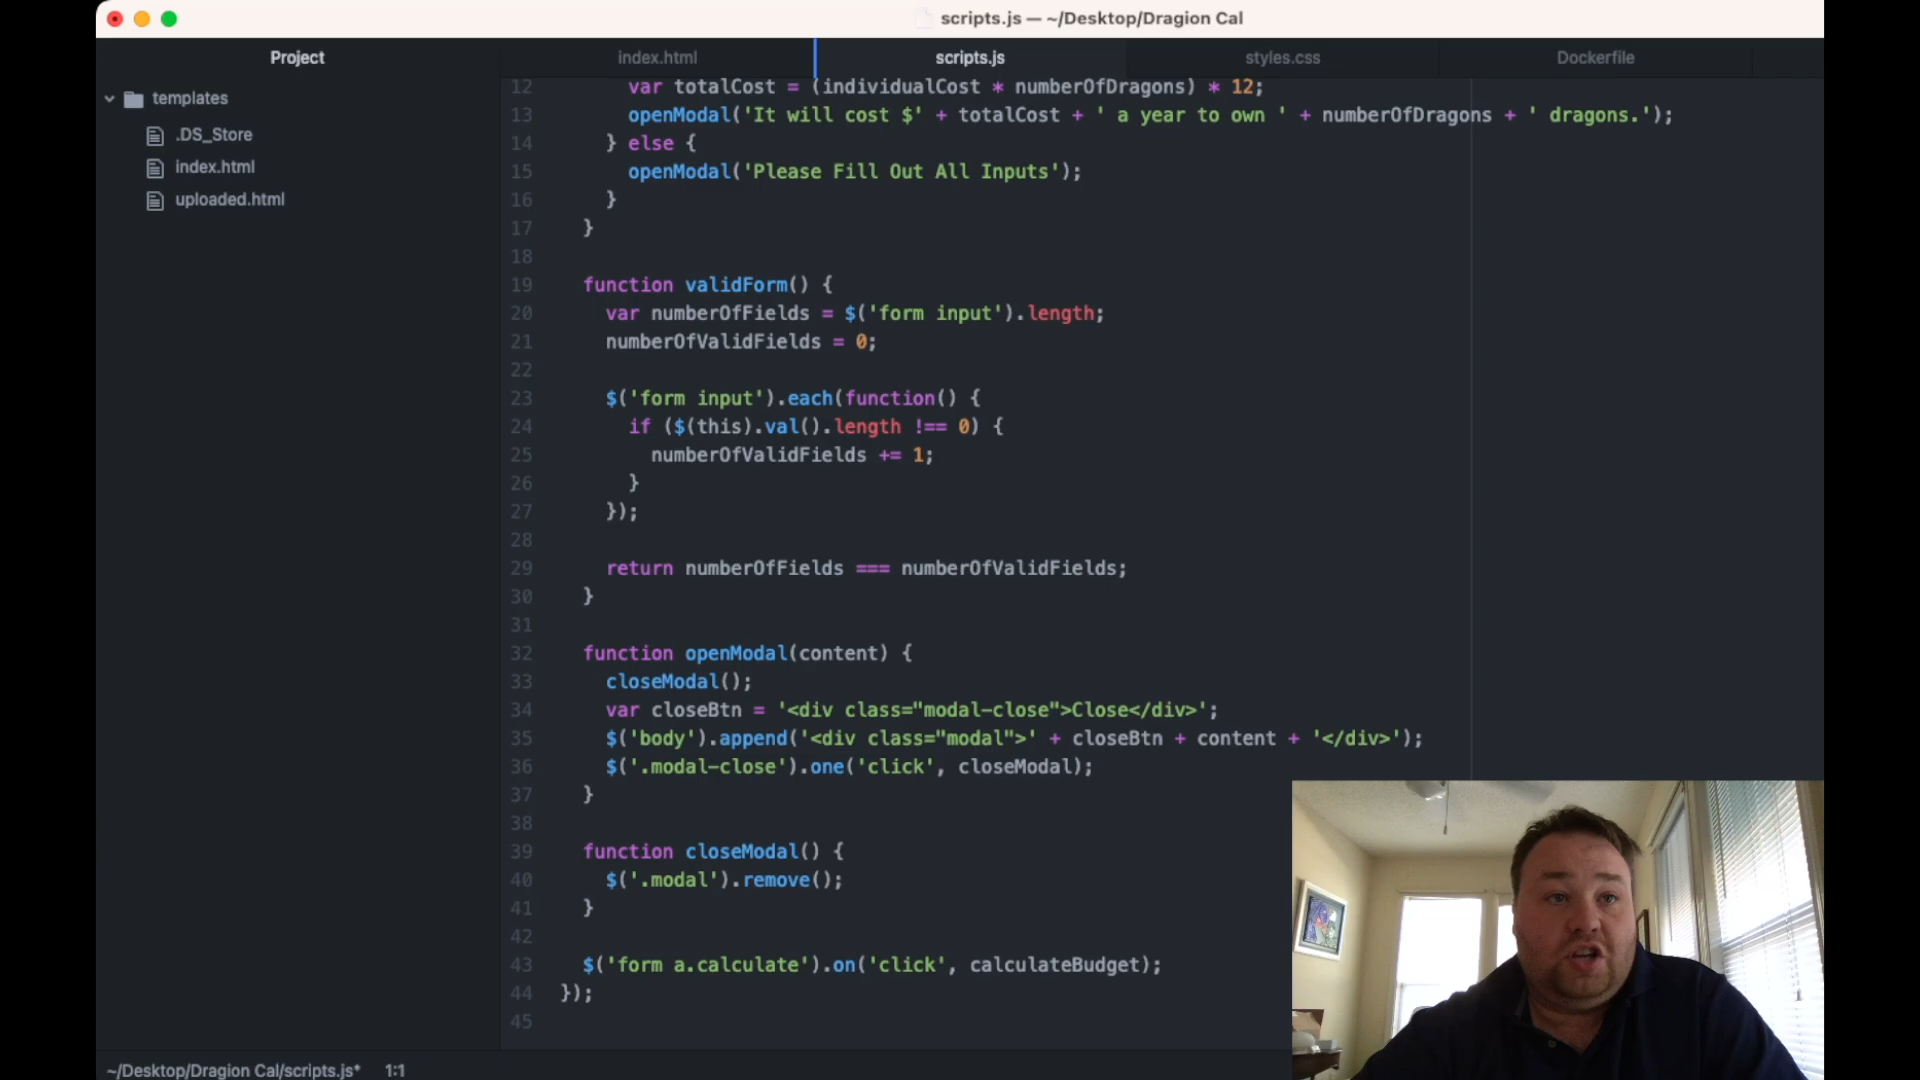 scripts.js — ~/Desktop/Dragion Cal
Project
index.html
scripts.js
styles.css
Dockerfile
templates
.DS_Store
index.html
uploaded.html
12 var totalCost = (individualCost * numberOfDragons) * 12;
13 openModal('It will cost $' + totalCost + ' a year to own ' + numberOfDragons + ' dragons.');
14 } else {
15 openModal('Please Fill Out All Inputs');
16 }
17 }
18
19 function validForm() {
20 var numberOfFields = $('form input').length;
21 numberOfValidFields = 0;
22
23 $('form input').each(function() {
24 if ($(this).val().length !== 0) {
25 numberOfValidFields += 1;
26 }
27 });
28
29 return numberOfFields === numberOfValidFields;
30 }
31
32 function openModal(content) {
33 closeModal();
34 var closeBtn = '<div class="modal-close">Close</div>';
35 $('body').append('<div class="modal">' + closeBtn + content + '</div>');
36 $('.modal-close').one('click', closeModal);
37 }
38
39 function closeModal() {
40 $('.modal').remove();
41 }
42
43 $('form a.calculate').on('click', calculateBudget);
44 });
45
~/Desktop/Dragion Cal/scripts.js* 1:1